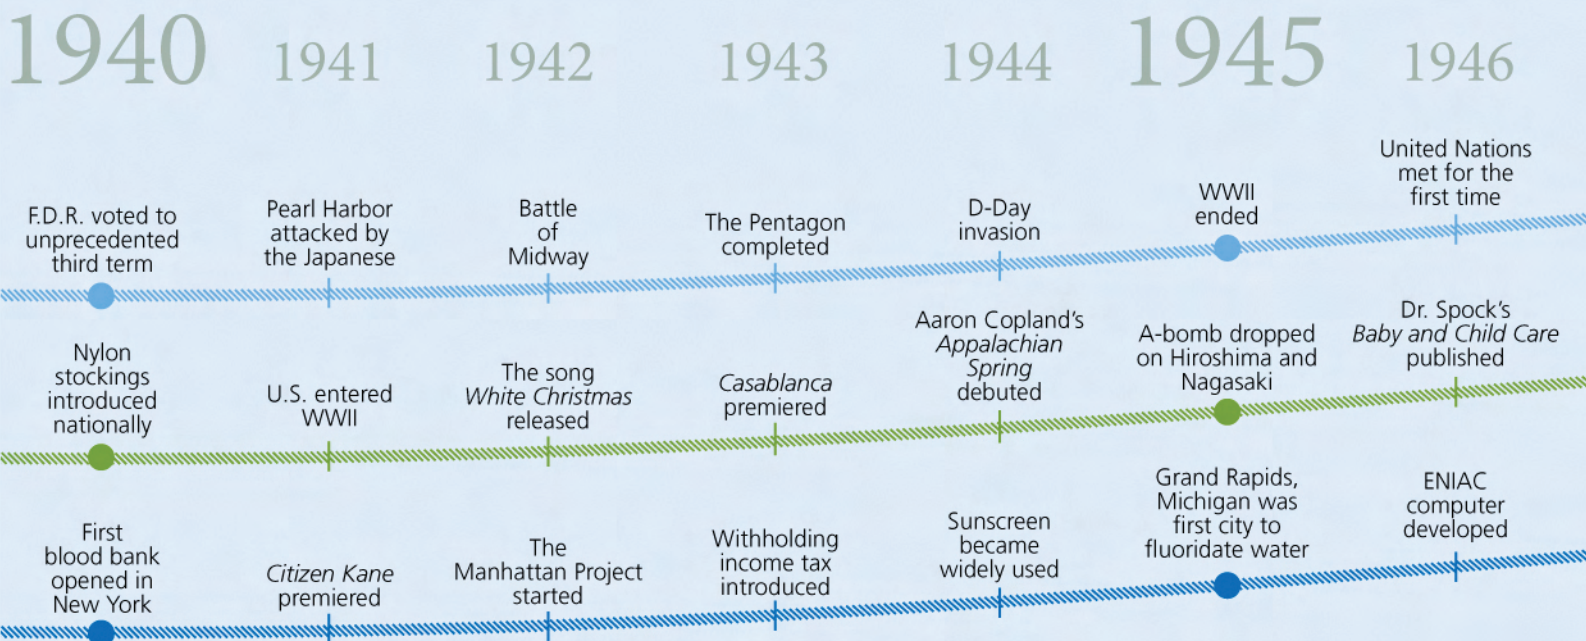 1940
1941
1942
1943
1944
1945
1946
F.D.R. voted to
unprecedented
third term
Pearl Harbor
attacked by
the Japanese
Battle
of
Midway
The Pentagon
completed
D-Day
invasion
WWII
ended
United Nations
met for the
first time
Nylon
stockings
introduced
nationally
U.S. entered
WWII
The song
White Christmas
released
Casablanca
premiered
Aaron Copland’s
Appalachian
Spring
debuted
A-bomb dropped
on Hiroshima and
Nagasaki
Dr. Spock’s
Baby and Child Care
published
First
blood bank
opened in
New York
Citizen Kane
premiered
The
Manhattan Project
started
Withholding
income tax
introduced
Sunscreen
became
widely used
Grand Rapids,
Michigan was
first city to
fluoridate water
ENIAC
computer
developed